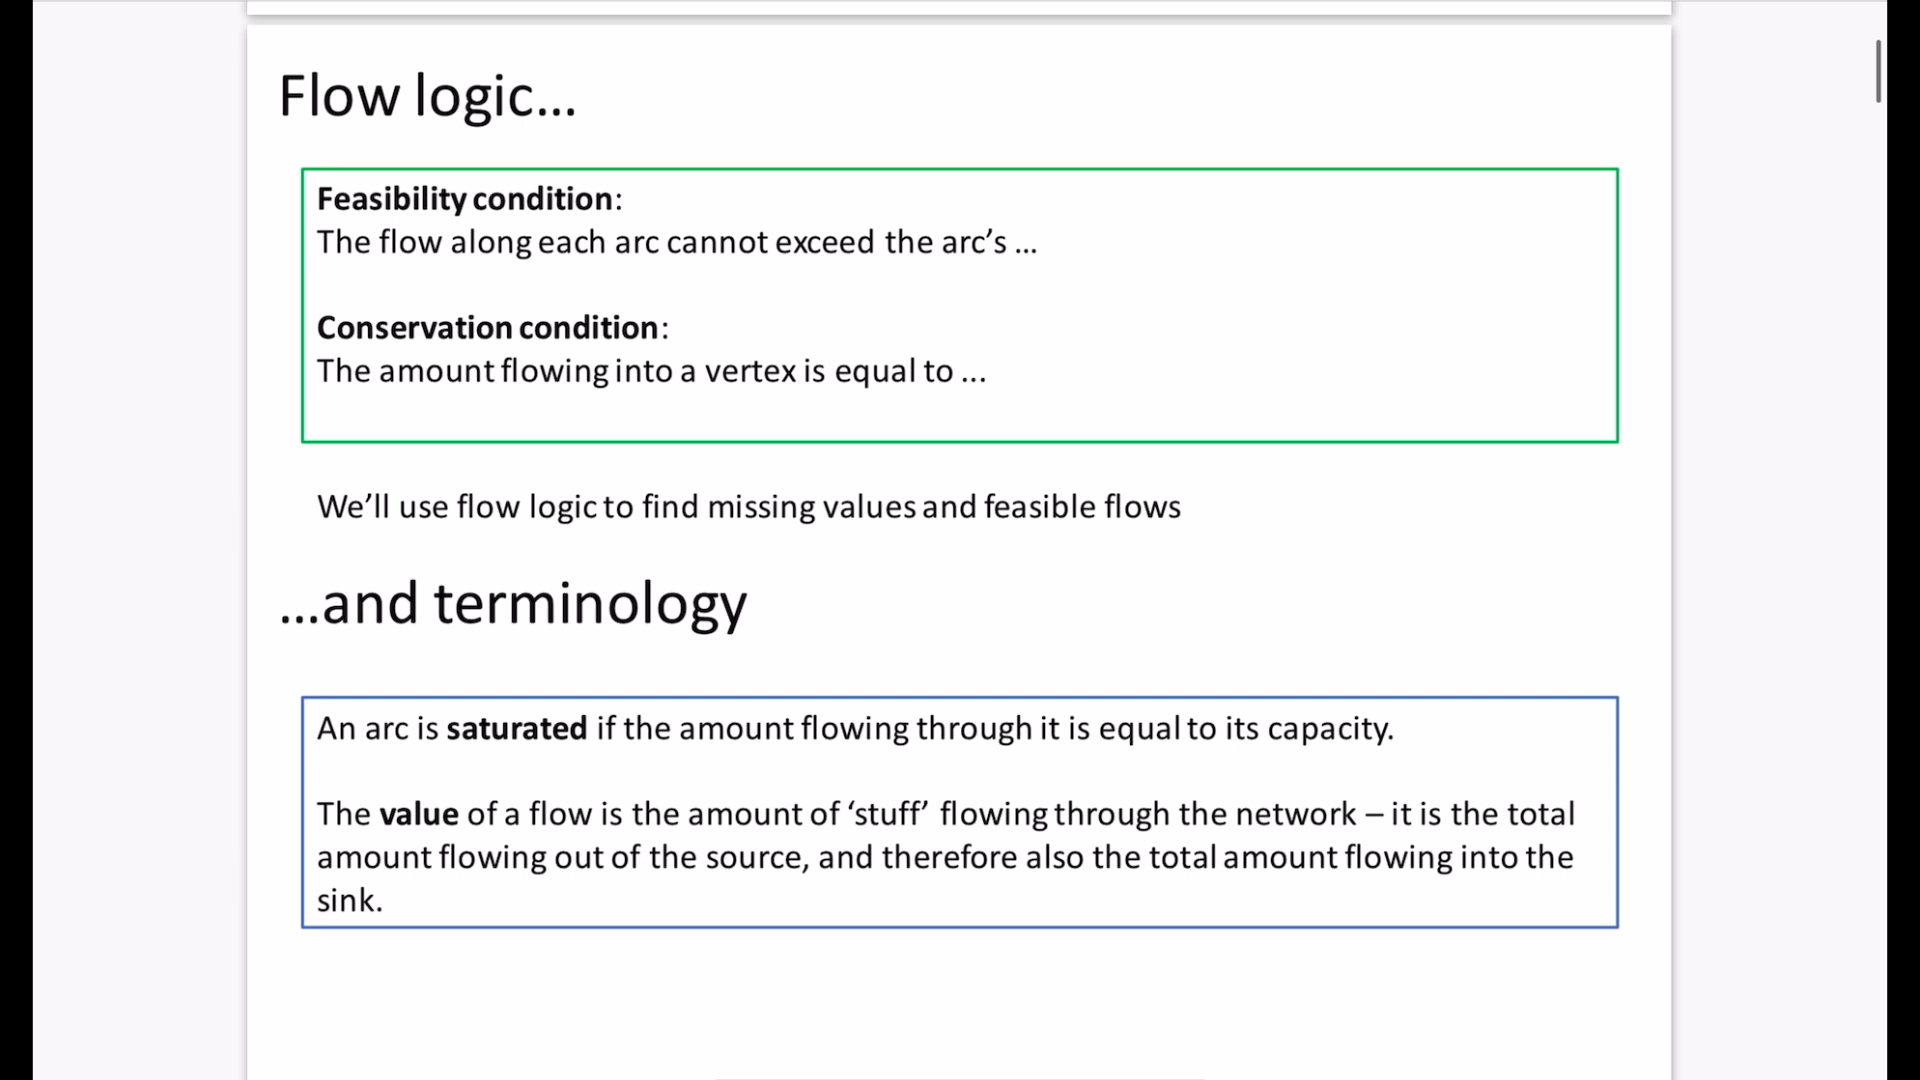 Flow logic...
Feasibility condition:
The flow along each arc cannot exceed the arc’s ...
Conservation condition:
The amount flowing into a vertex is equal to ...
We’ll use flow logic to find missing values and feasible flows
...and terminology
An arc is saturated if the amount flowing through it is equal to its capacity.
The value of a flow is the amount of ‘stuff’ flowing through the network – it is the total
amount flowing out of the source, and therefore also the total amount flowing into the
sink.